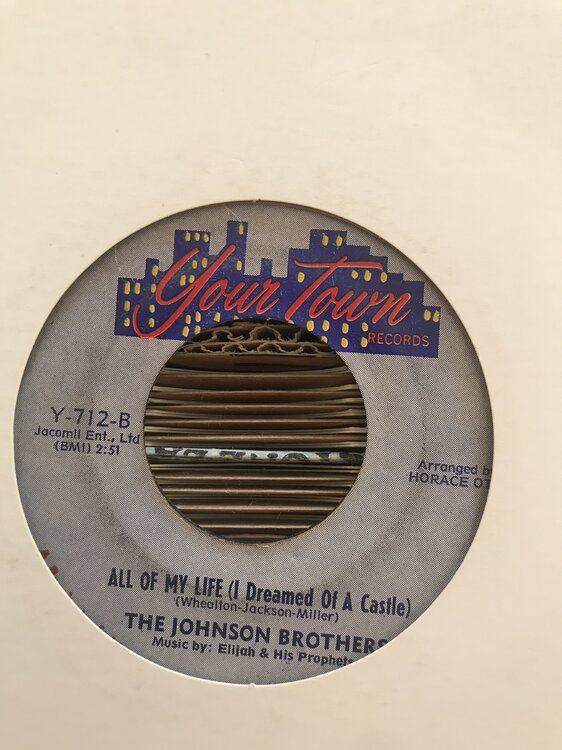 Your Town
RECORDS
Y-712-B
Jacomil Ent., Ltd
(BMI) 2:51
Arranged b
HORACE OT
ALL OF MY LIFE (I Dreamed Of A Castle)
(Whealton-Jackson-Miller)
THE JOHNSON BROTHERS
Music by: Elijah & His Prophets